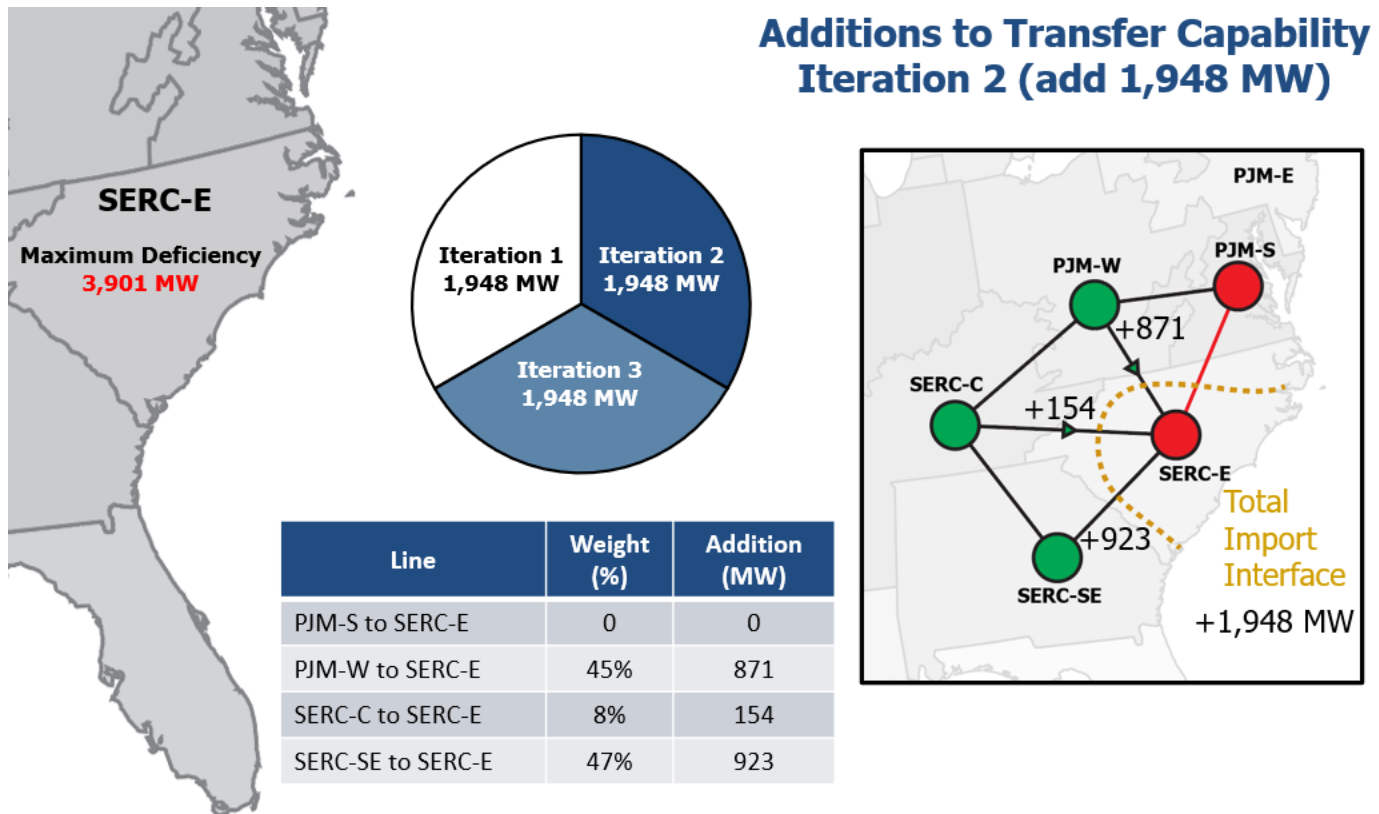 Additions to Transfer Capability
Iteration 2 (add 1,948 MW)
SERC-E
Maximum Deficiency
3,901 MW
Iteration 1
1,948 MW
Iteration 2
1,948 MW
Iteration 3
1,948 MW
Line
Weight
(%)
Addition
(MW)
PJM-S to SERC-E
0
0
PJM-W to SERC-E
45%
871
SERC-C to SERC-E
8%
154
SERC-SE to SERC-E
47%
923
PJM-E
PJM-S
PJM-W
+871
SERC-C
+154
SERC-E
Total
Import
Interface
+923
SERC-SE
+1,948 MW